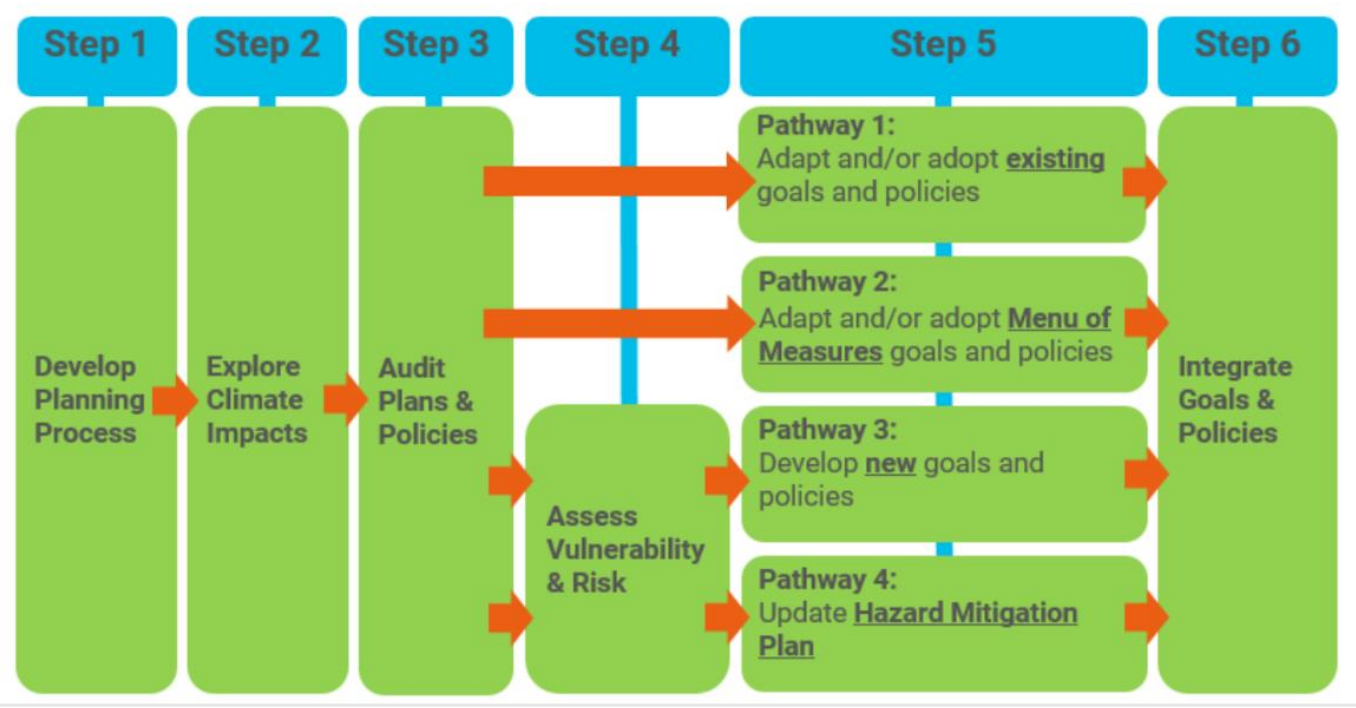 Step 1
Step 2
Step 3
Step 4
Step 5
Step 6
Develop
Planning
Process
Explore
Climate
Impacts
Audit
Plans &
Policies
Assess
Vulnerability
& Risk
Pathway 1:
Adapt and/or adopt existing
goals and policies
Pathway 2:
Adapt and/or adopt Menu of
Measures goals and policies
Pathway 3:
Develop new goals and
policies
Pathway 4:
Update Hazard Mitigation
Plan
Integrate
Goals &
Policies